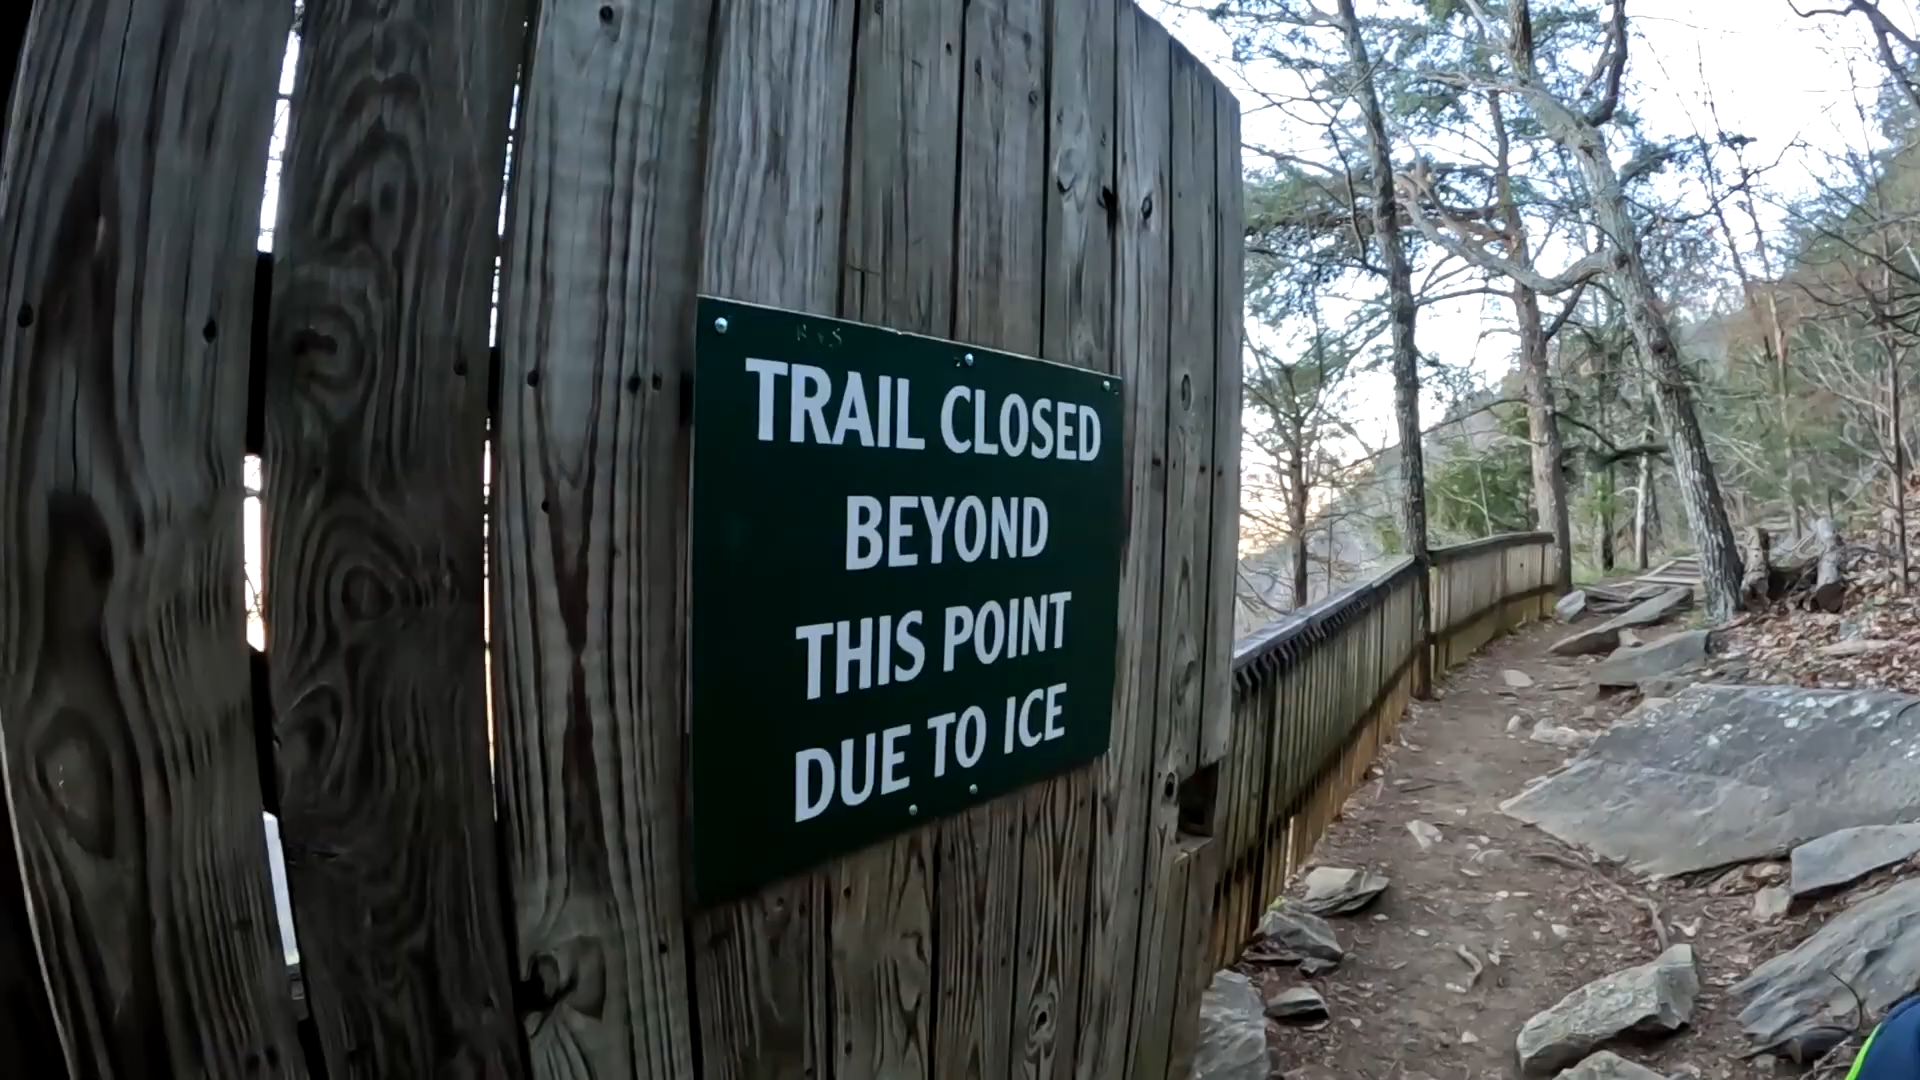 TRAIL CLOSED
BEYOND
THIS POINT
DUE TO ICE